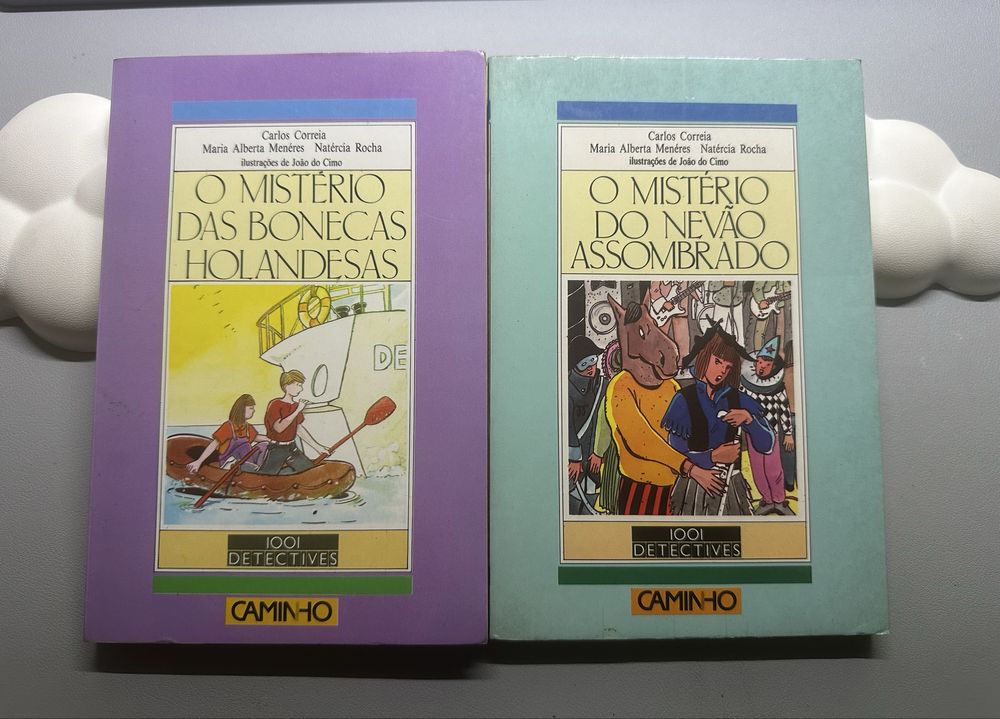 Carlos Correia
Maria Alberta Menéres Natércia Rocha
ilustrações de João do Cimo
O MISTÉRIO
DAS BONECAS
HOLANDESAS
DE
1001
DETECTIVES
CAMINHO
Carlos Correia
Maria Alberta Menéres Natércia Rocha
ilustrações de João do Cimo
O MISTÉRIO
DO NEVÃO
ASSOMBRADO
1001
DETECTIVES
CAMINHO